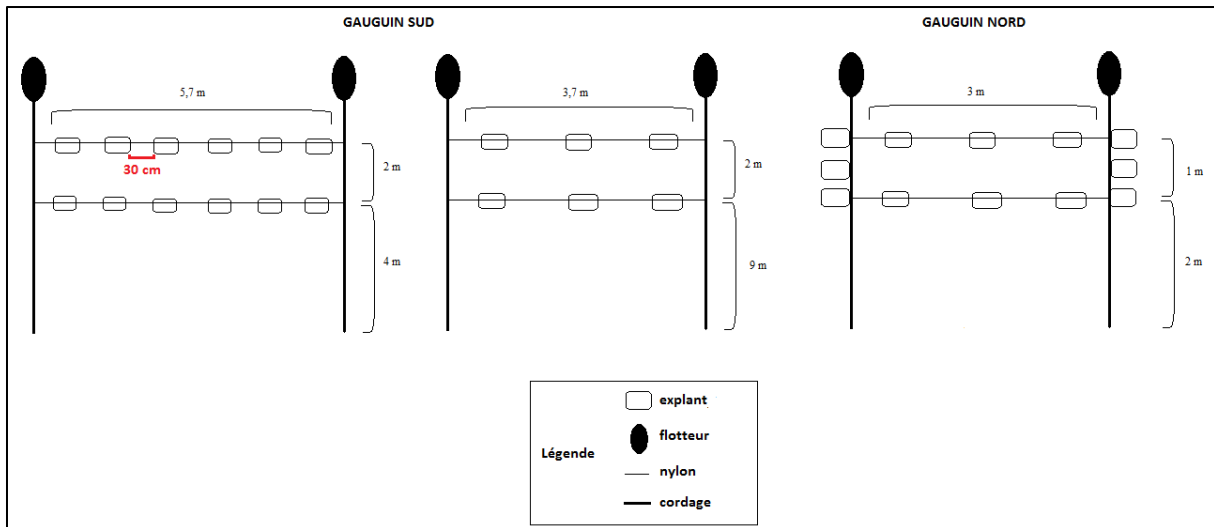 GAUGUIN SUD
GAUGUIN NORD
5,7 m
3,7 m
3 m
30 cm
2 m
2 m
1 m
4 m
9 m
2 m
Légende
explant
flotteur
nylon
cordage